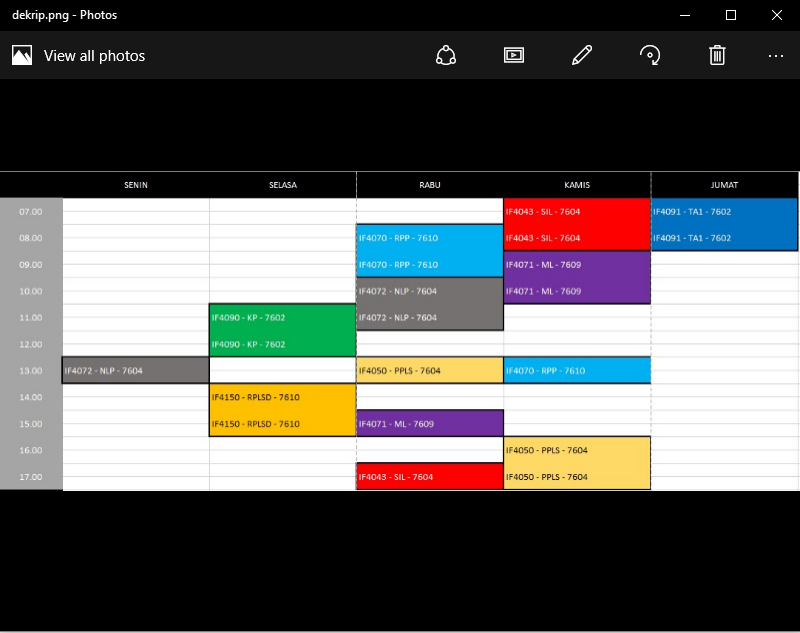 dekrip.png - Photos
View all photos
SENIN SELASA RABU KAMIS JUMAT
07.00 IF4043 - SIL - 7604 IF4091 - TA1 - 7602
08.00 IF4070 - RPP - 7610 IF4043 - SIL - 7604 IF4091 - TA1 - 7602
09.00 IF4070 - RPP - 7610 IF4071 - ML - 7609
10.00 IF4072 - NLP - 7604 IF4071 - ML - 7609
11.00 IF4090 - KP - 7602 IF4072 - NLP - 7604
12.00 IF4090 - KP - 7602
13.00 IF4072 - NLP - 7604 IF4050 - PPLS - 7604 IF4070 - RPP - 7610
14.00 IF4150 - RPLSD - 7610
15.00 IF4150 - RPLSD - 7610 IF4071 - ML - 7609
16.00 IF4050 - PPLS - 7604
17.00 IF4043 - SIL - 7604 IF4050 - PPLS - 7604